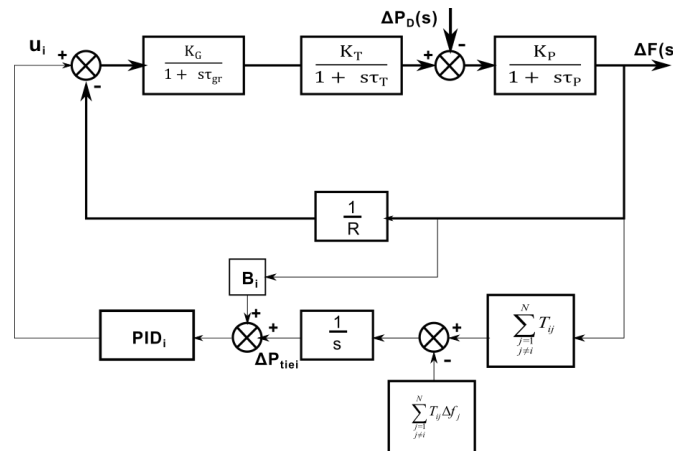 ΔP_D(s)
u_i
+
-
K_G
1 + sτ_gr
K_T
1 + sτ_T
+
-
K_P
1 + sτ_P
ΔF(s
1
R
B_i
+
+
PID_i
ΔP_tiei
1
s
+
-
N
∑ T_ij
j=1
j≠i
N
∑ T_ij Δf_j
j=1
j≠i